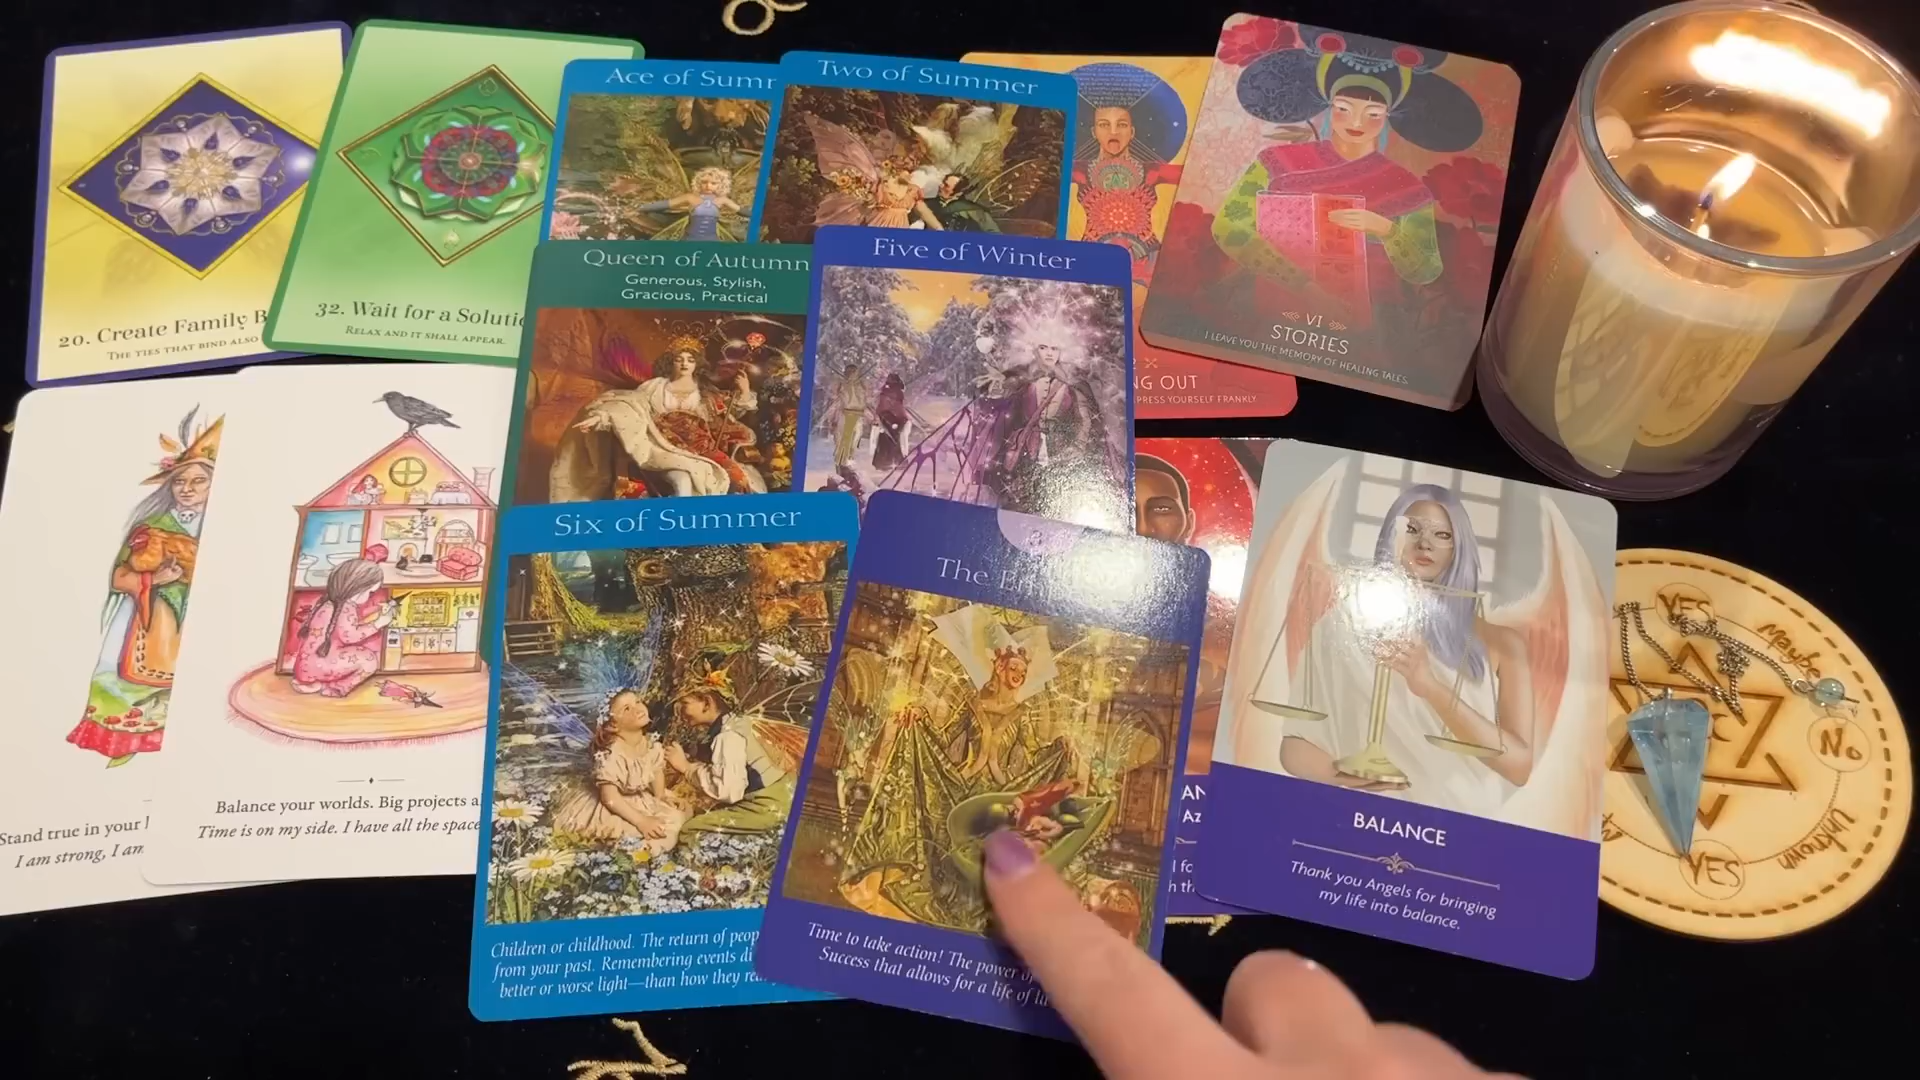 20. Create Family B
THE TIES THAT BIND ALSO
32. Wait for a Solutio
RELAX AND IT SHALL APPEAR.
Ace of Summ
Two of Summer
Queen of Autumn
Generous, Stylish,
Gracious, Practical
Five of Winter
NG OUT
PRESS YOURSELF FRANKLY
VI
STORIES
I LEAVE YOU THE MEMORY OF HEALING TALES.
Stand true in your
I am strong, I am
Balance your worlds. Big projects a
Time is on my side. I have all the space
Six of Summer
Children or childhood. The return of peop
from your past. Remembering events di
better or worse light—than how they
The
Time to take action! The power o
Success that allows for a life of lu
AN
Az
BALANCE
Thank you Angels for bringing
my life into balance.
YES
Maybe
No
Unknown
YES